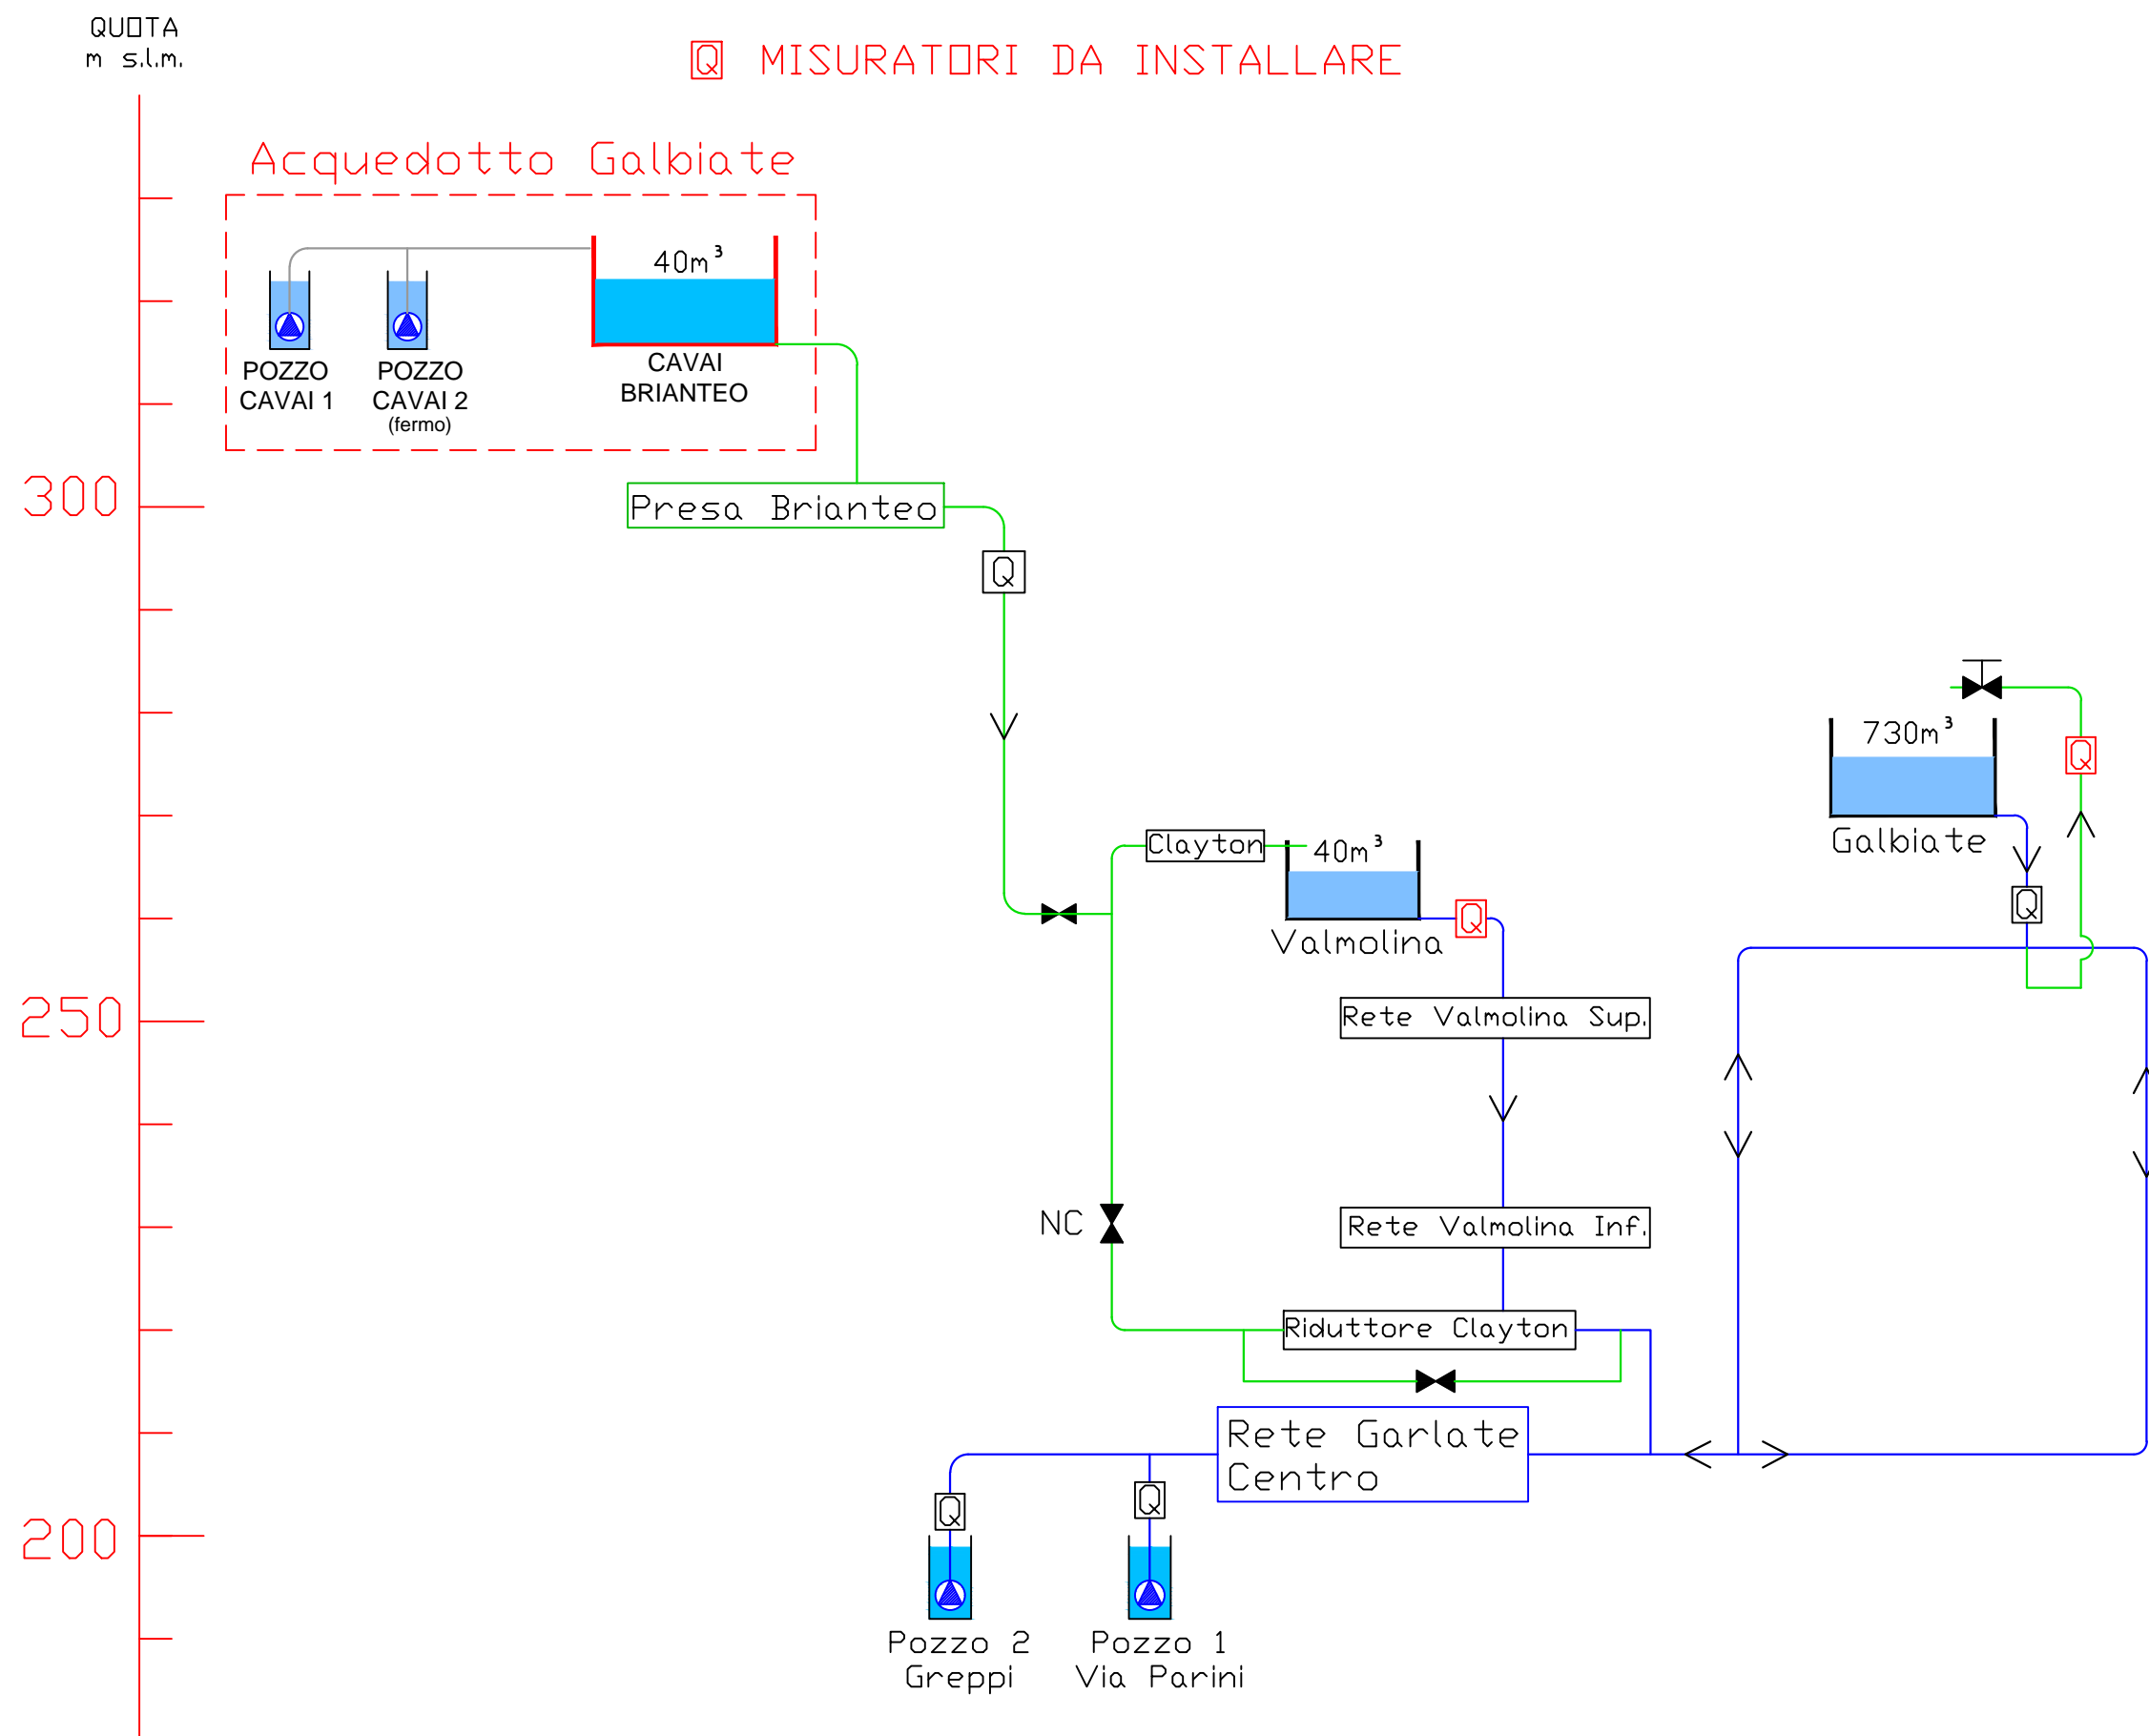 QUOTA
m s.l.m.
Q MISURATORI DA INSTALLARE
Acquedotto Galbiate
40m³
POZZO
CAVAI 1
POZZO
CAVAI 2
(fermo)
CAVAI
BRIANTEO
300
Presa Brianteo
Q
730m³
Q
Galbiate
Clayton
40m³
Q
Valmolina
Q
250
Rete Valmolina Sup.
NC
Rete Valmolina Inf.
Riduttore Clayton
Rete Garlate
Centro
Q
Q
200
Pozzo 2
Greppi
Pozzo 1
Via Parini